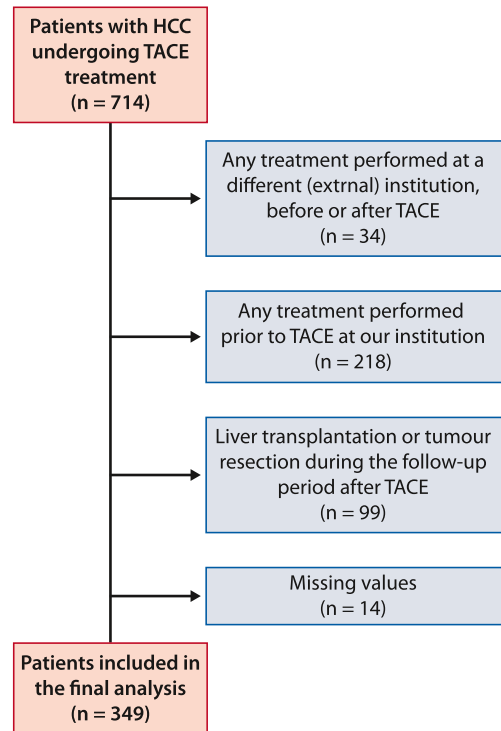 Patients with HCC
undergoing TACE
treatment
(n = 714)
Any treatment performed at a
different (extrnal) institution,
before or after TACE
(n = 34)
Any treatment performed
prior to TACE at our institution
(n = 218)
Liver transplantation or tumour
resection during the follow-up
period after TACE
(n = 99)
Missing values
(n = 14)
Patients included in
the final analysis
(n = 349)